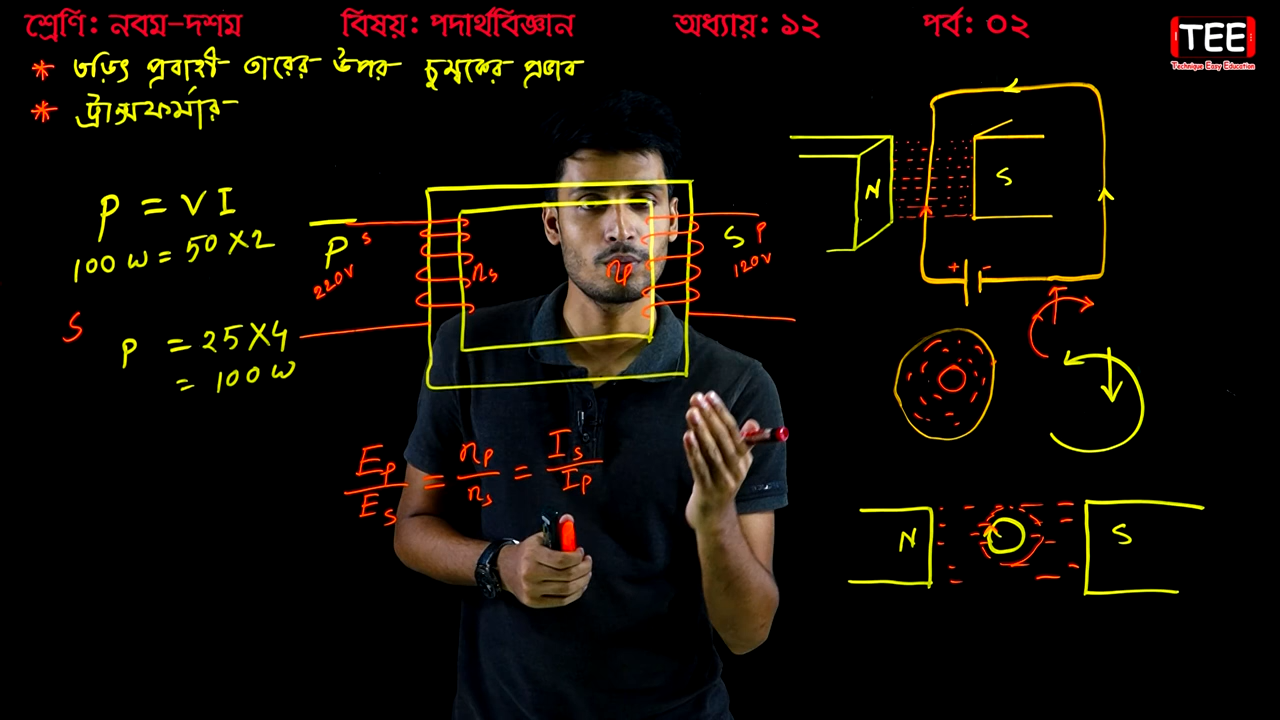 শ্রেণি: নবম-দশম বিষয়: পদার্থবিজ্ঞান অধ্যায়: ১২ পর্ব: ০২
TEE
Technique Easy Education
* তড়িৎ প্রবাহী তারের উপর চুম্বকের প্রভাব
* ট্রান্সফর্মার
P = VI
100 W = 50 X 2
S
P = 25 X 4
= 100 W
P s
220V
ns
np
S P
120V
Ep/Es = np/ns = Is/Ip
N S
+ -
N S